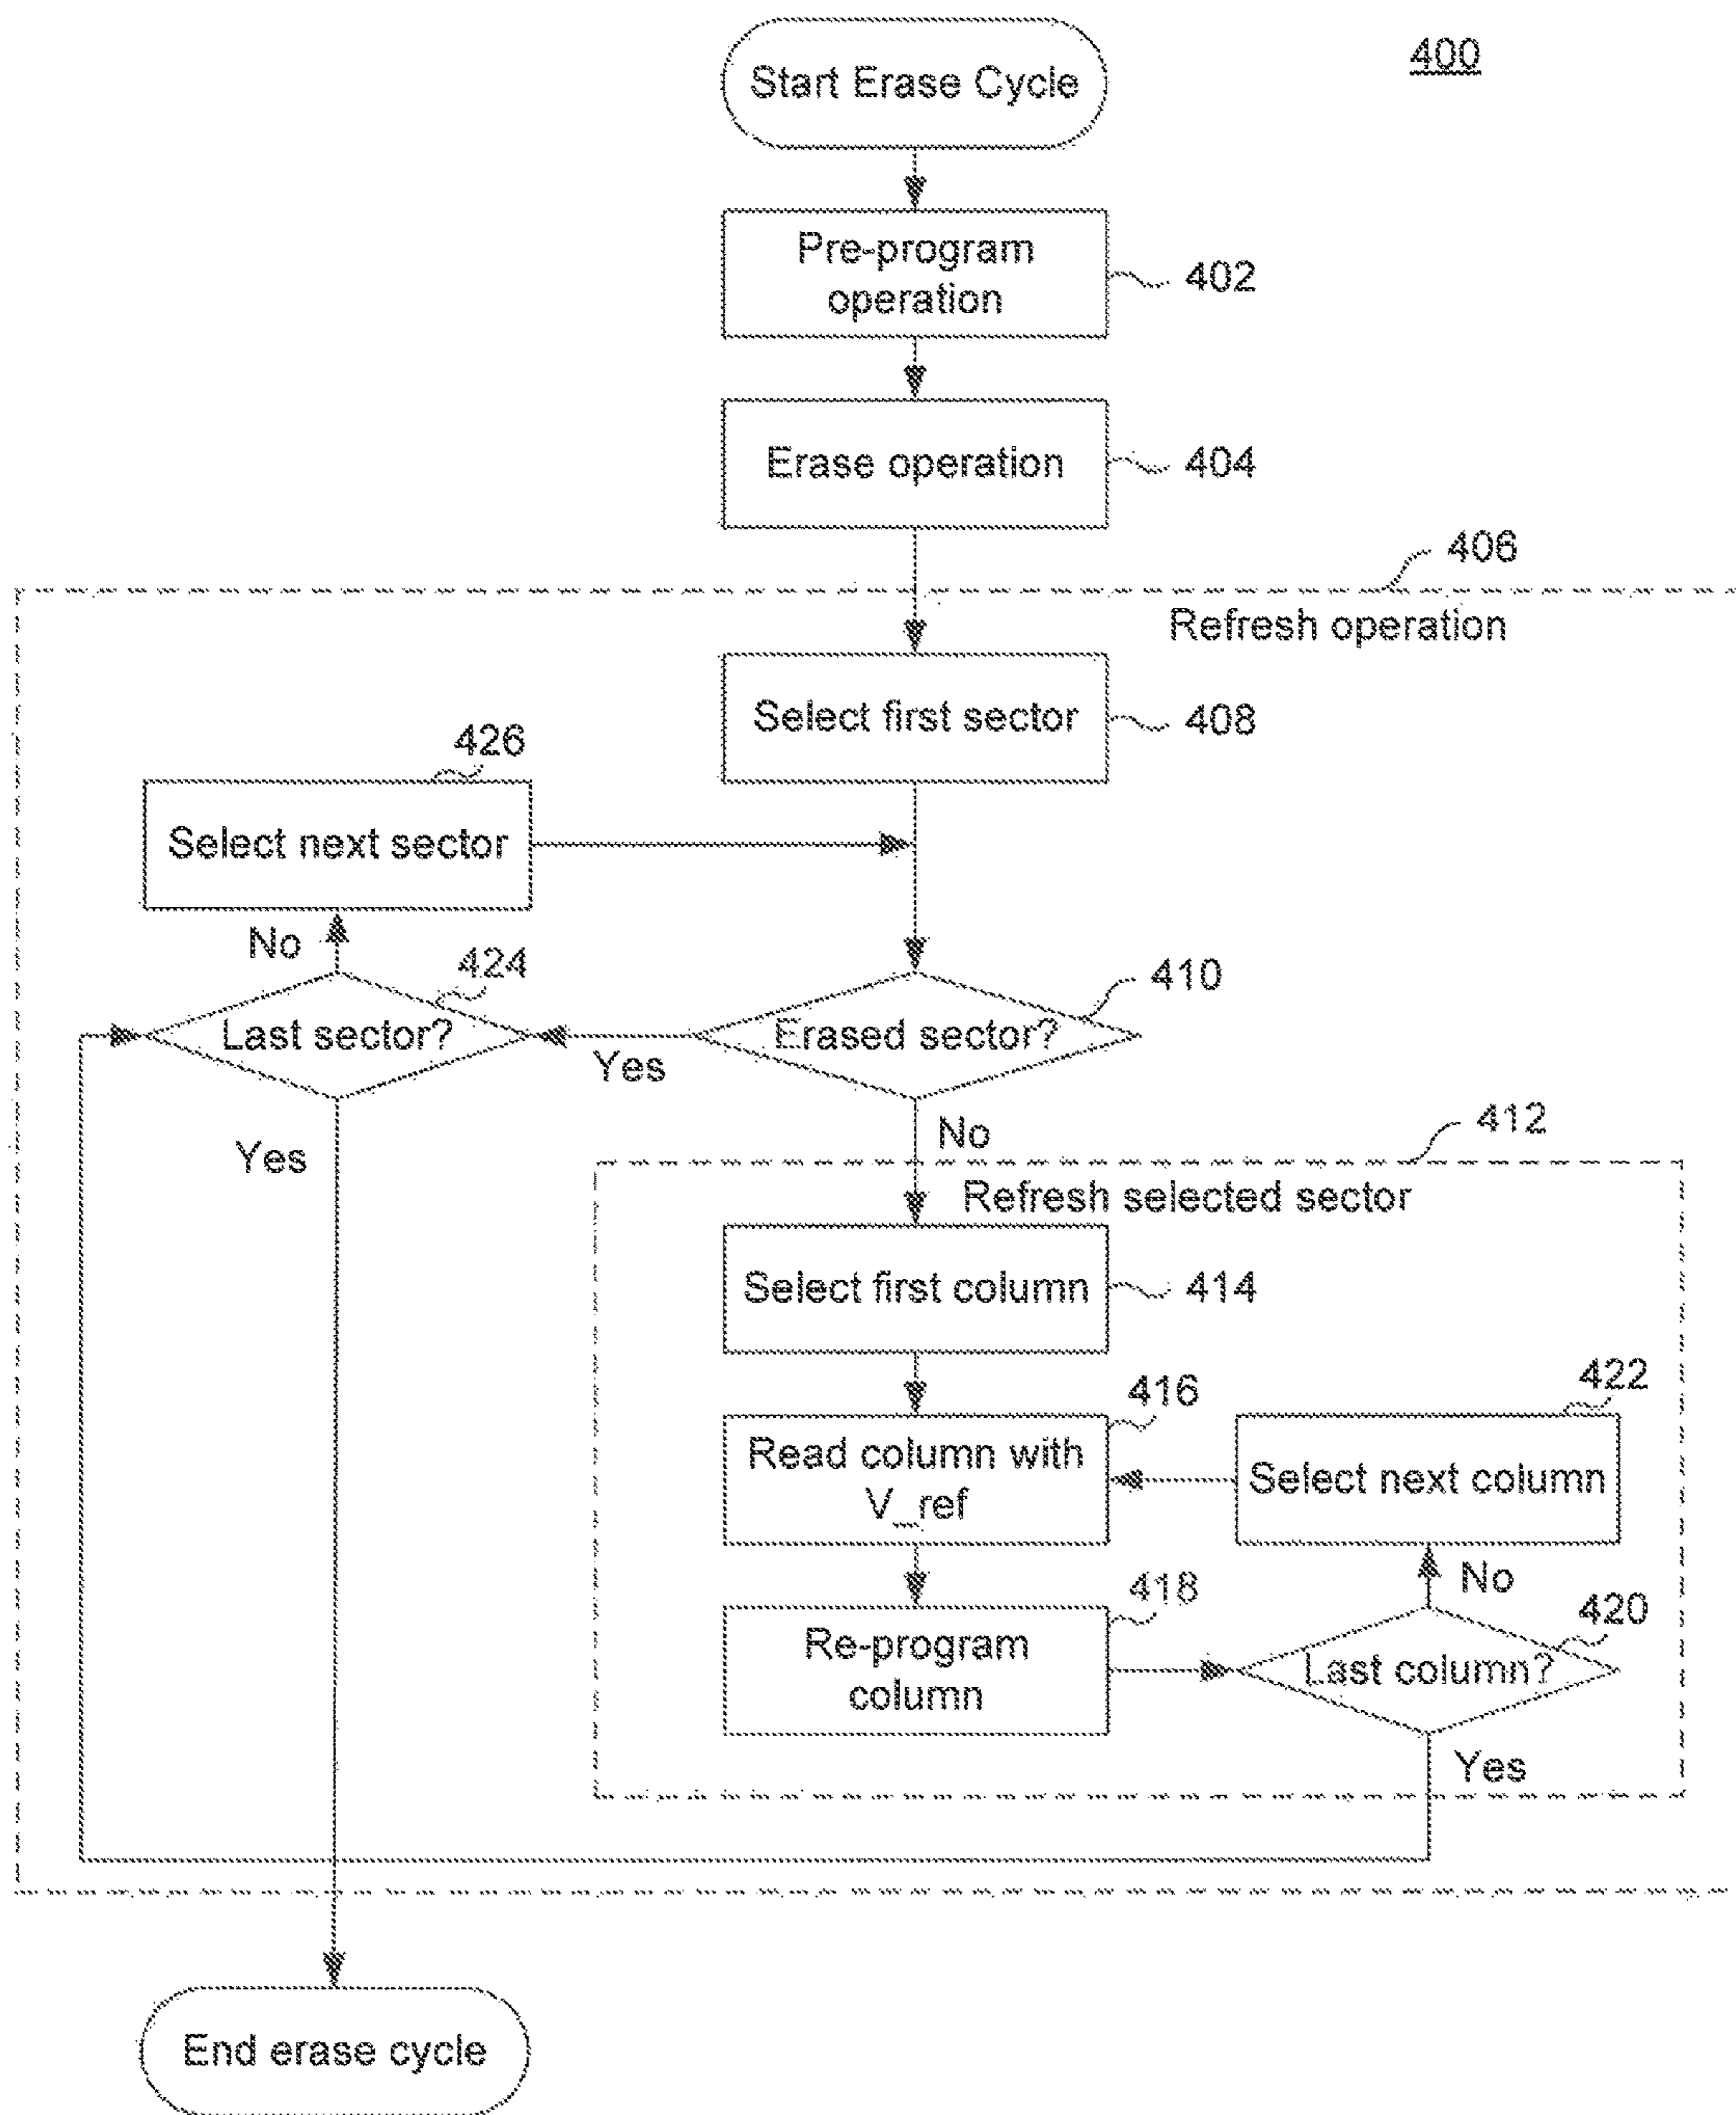 400
Start Erase Cycle
Pre-program
operation
402
Erase operation
404
406
Refresh operation
Select first sector
408
426
Select next sector
No
424
410
Last sector?
Erased sector?
Yes
Yes
No
412
Refresh selected sector
Select first column
414
416
422
Read column with
V_ref
Select next column
418
No
420
Re-program
column
Last column?
Yes
End erase cycle